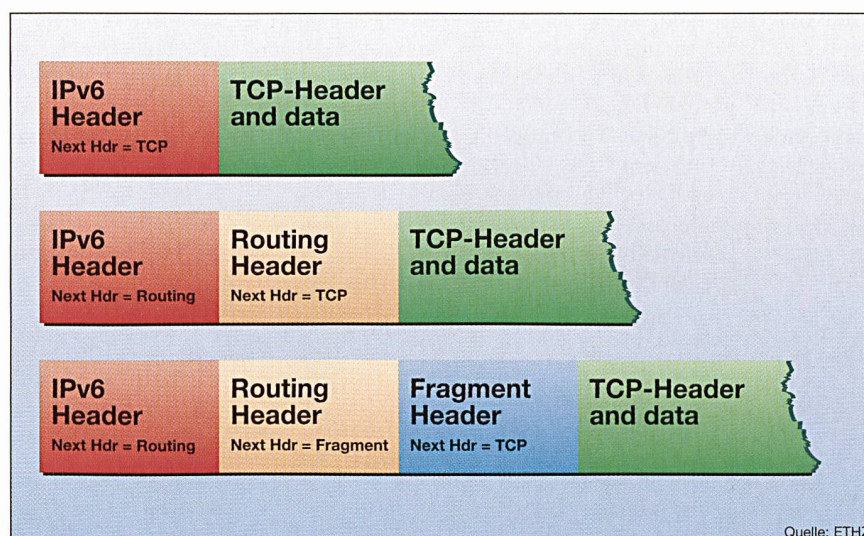 IPv6
Header
Next Hdr = TCP
TCP-Header
and data
IPv6
Header
Next Hdr = Routing
Routing
Header
Next Hdr = TCP
TCP-Header
and data
IPv6
Header
Next Hdr = Routing
Routing
Header
Next Hdr = Fragment
Fragment
Header
Next Hdr = TCP
TCP-Header
and data
Quelle: ETHZ